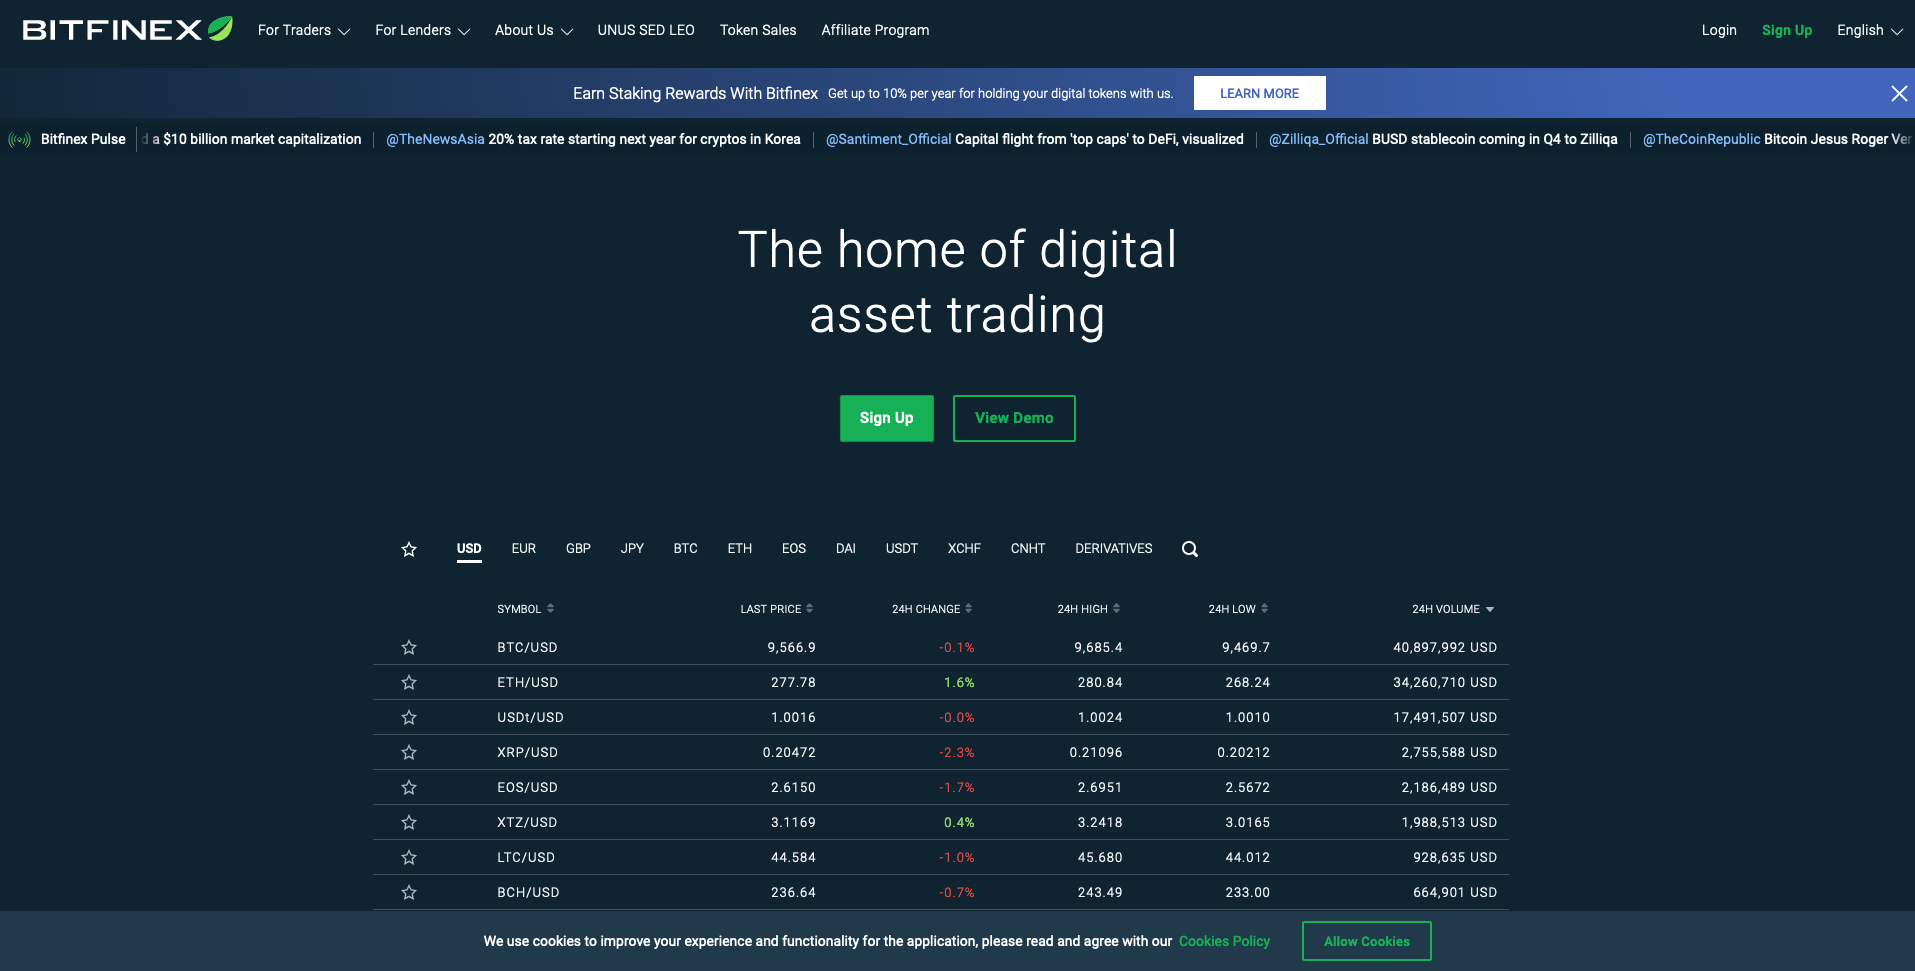 BITFINEX For Traders For Lenders About Us UNUS SED LEO Token Sales Affiliate Program Login Sign Up English
Earn Staking Rewards With Bitfinex Get up to 10% per year for holding your digital tokens with us. LEARN MORE
Bitfinex Pulse d a $10 billion market capitalization @TheNewsAsia 20% tax rate starting next year for cryptos in Korea @Santiment_Official Capital flight from 'top caps' to DeFi, visualized @Zilliqa_Official BUSD stablecoin coming in Q4 to Zilliqa @TheCoinRepublic Bitcoin Jesus Roger Ver
The home of digital
asset trading
Sign Up View Demo
USD EUR GBP JPY BTC ETH EOS DAI USDT XCHF CNHT DERIVATIVES
SYMBOL LAST PRICE 24H CHANGE 24H HIGH 24H LOW 24H VOLUME
BTC/USD 9,566.9 -0.1% 9,685.4 9,469.7 40,897,992 USD
ETH/USD 277.78 1.6% 280.84 268.24 34,260,710 USD
USDt/USD 1.0016 -0.0% 1.0024 1.0010 17,491,507 USD
XRP/USD 0.20472 -2.3% 0.21096 0.20212 2,755,588 USD
EOS/USD 2.6150 -1.7% 2.6951 2.5672 2,186,489 USD
XTZ/USD 3.1169 0.4% 3.2418 3.0165 1,988,513 USD
LTC/USD 44.584 -1.0% 45.680 44.012 928,635 USD
BCH/USD 236.64 -0.7% 243.49 233.00 664,901 USD
We use cookies to improve your experience and functionality for the application, please read and agree with our Cookies Policy Allow Cookies